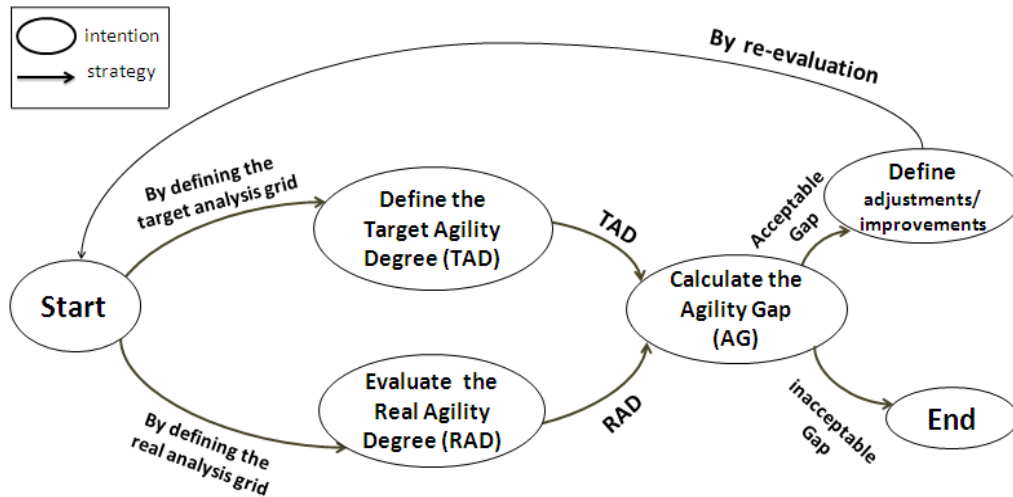 intention
strategy
By re-evaluation
By defining the
target analysis grid
Define the
Target Agility
Degree (TAD)
TAD
Acceptable
Gap
Define
adjustments/
improvements
Start
Calculate the
Agility Gap
(AG)
Evaluate the
Real Agility
Degree (RAD)
RAD
By defining the
real analysis grid
inacceptable
Gap
End